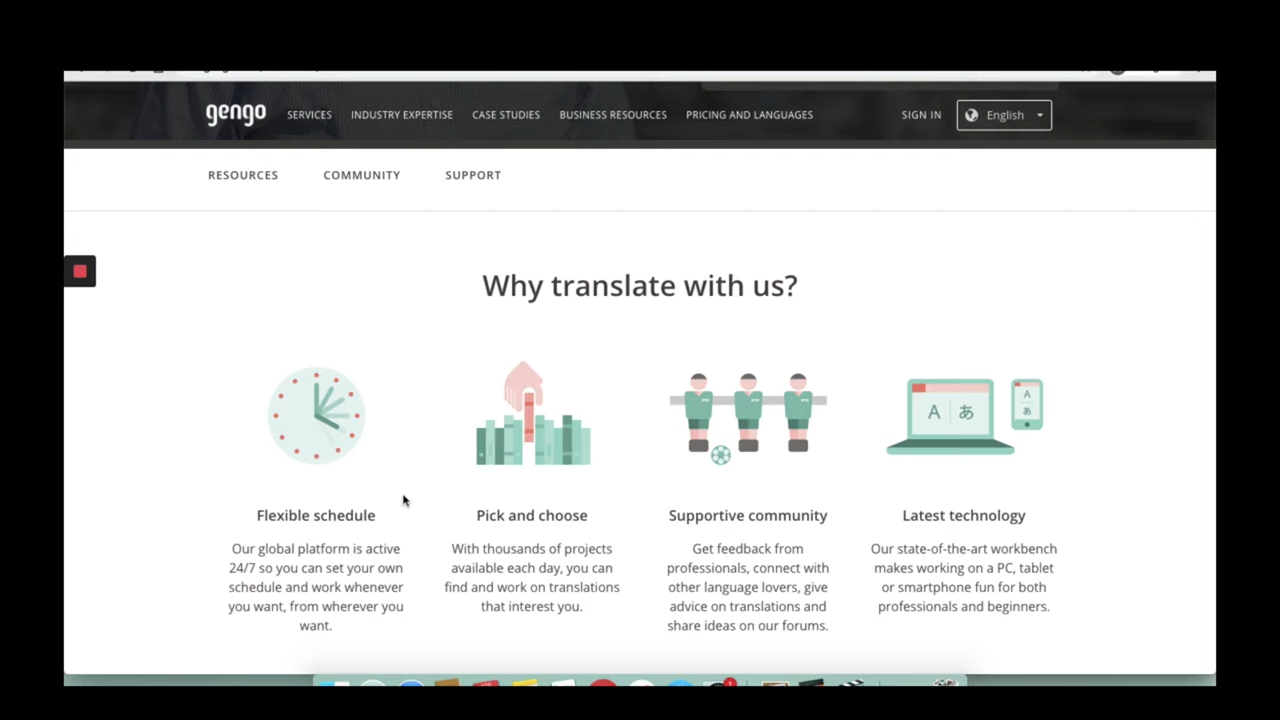 gengo SERVICES INDUSTRY EXPERTISE CASE STUDIES BUSINESS RESOURCES PRICING AND LANGUAGES SIGN IN English
RESOURCES COMMUNITY SUPPORT
Why translate with us?
A あ
A
あ
Flexible schedule
Our global platform is active
24/7 so you can set your own
schedule and work whenever
you want, from wherever you
want.
Pick and choose
With thousands of projects
available each day, you can
find and work on translations
that interest you.
Supportive community
Get feedback from
professionals, connect with
other language lovers, give
advice on translations and
share ideas on our forums.
Latest technology
Our state-of-the-art workbench
makes working on a PC, tablet
or smartphone fun for both
professionals and beginners.
1